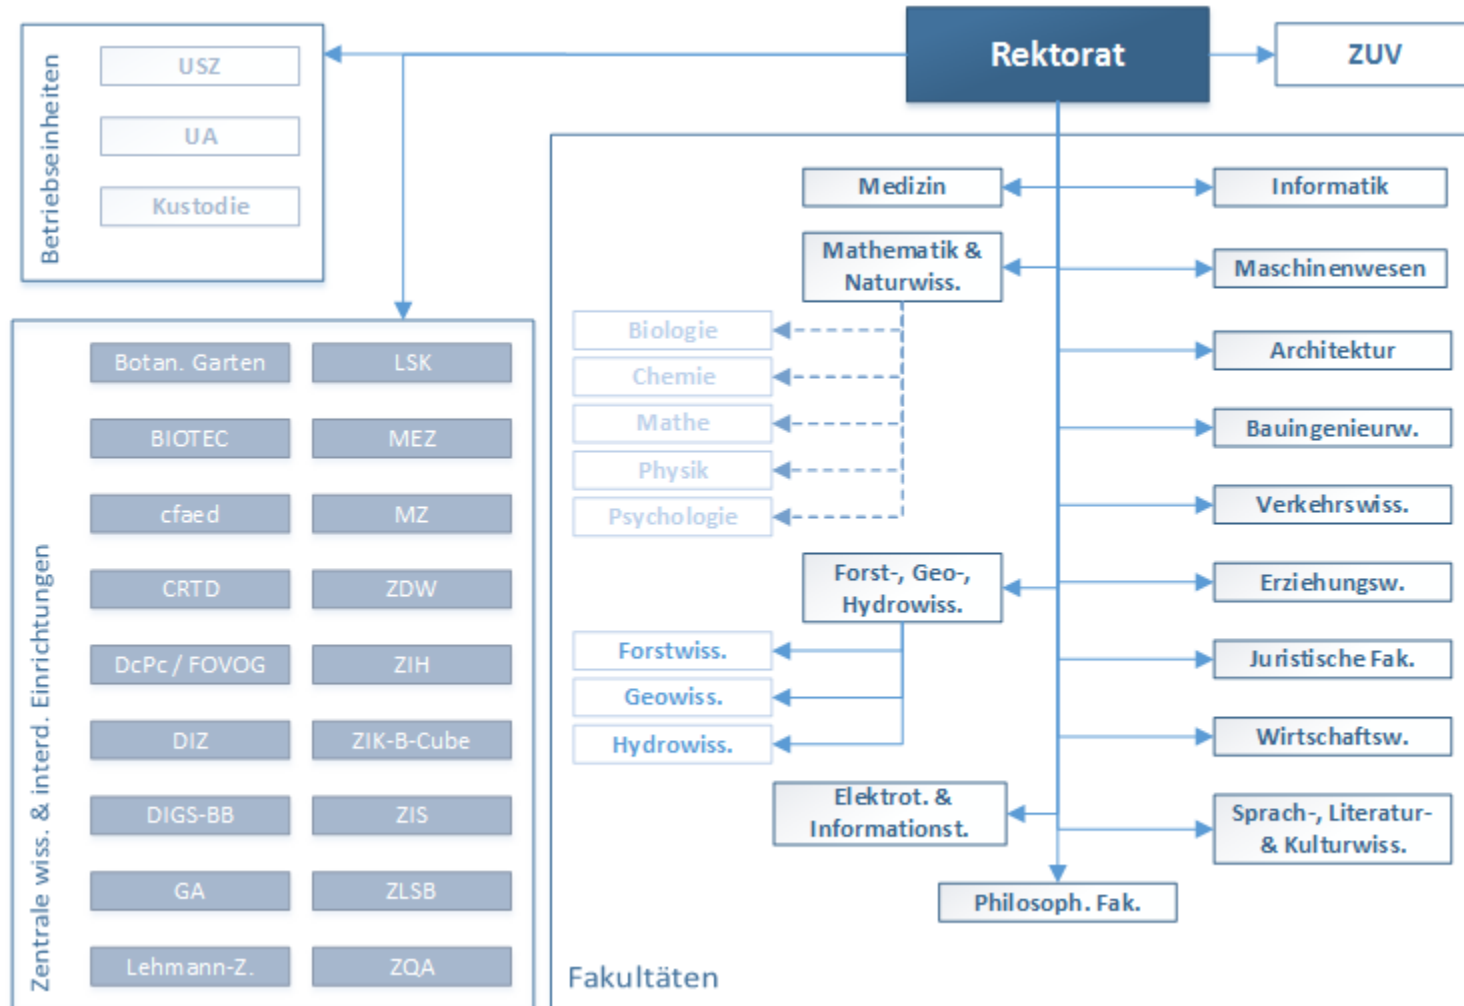 Rektorat
ZUV
Betriebseinheiten
USZ
UA
Kustodie
Zentrale wiss. & interd. Einrichtungen
Botan. Garten
LSK
BIOTEC
MEZ
cfaed
MZ
CRTD
ZDW
DcPc / FOVOG
ZIH
DIZ
ZIK-B-Cube
DIGS-BB
ZIS
GA
ZLSB
Lehmann-Z.
ZQA
Medizin
Informatik
Mathematik &
Naturwiss.
Maschinenwesen
Biologie
Chemie
Mathe
Physik
Psychologie
Architektur
Bauingenieurw.
Verkehrswiss.
Forst-, Geo-,
Hydrowiss.
Erziehungsw.
Forstwiss.
Geowiss.
Hydrowiss.
Juristische Fak.
Wirtschaftsw.
Elektrot. &
Informationst.
Sprach-, Literatur-
& Kulturwiss.
Philosoph. Fak.
Fakultäten